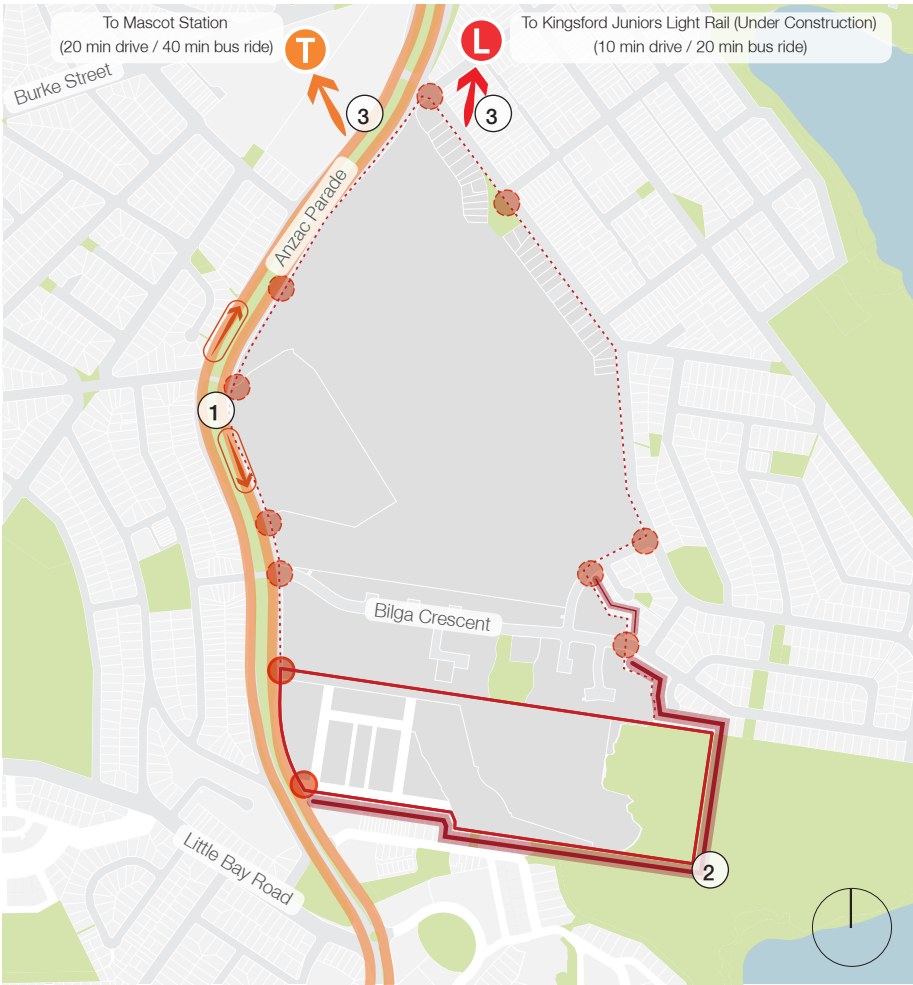 To Mascot Station
(20 min drive / 40 min bus ride)
T
L
To Kingsford Juniors Light Rail (Under Construction)
(10 min drive / 20 min bus ride)
Burke Street
3
3
Anzac Parade
1
Bilga Crescent
Little Bay Road
2